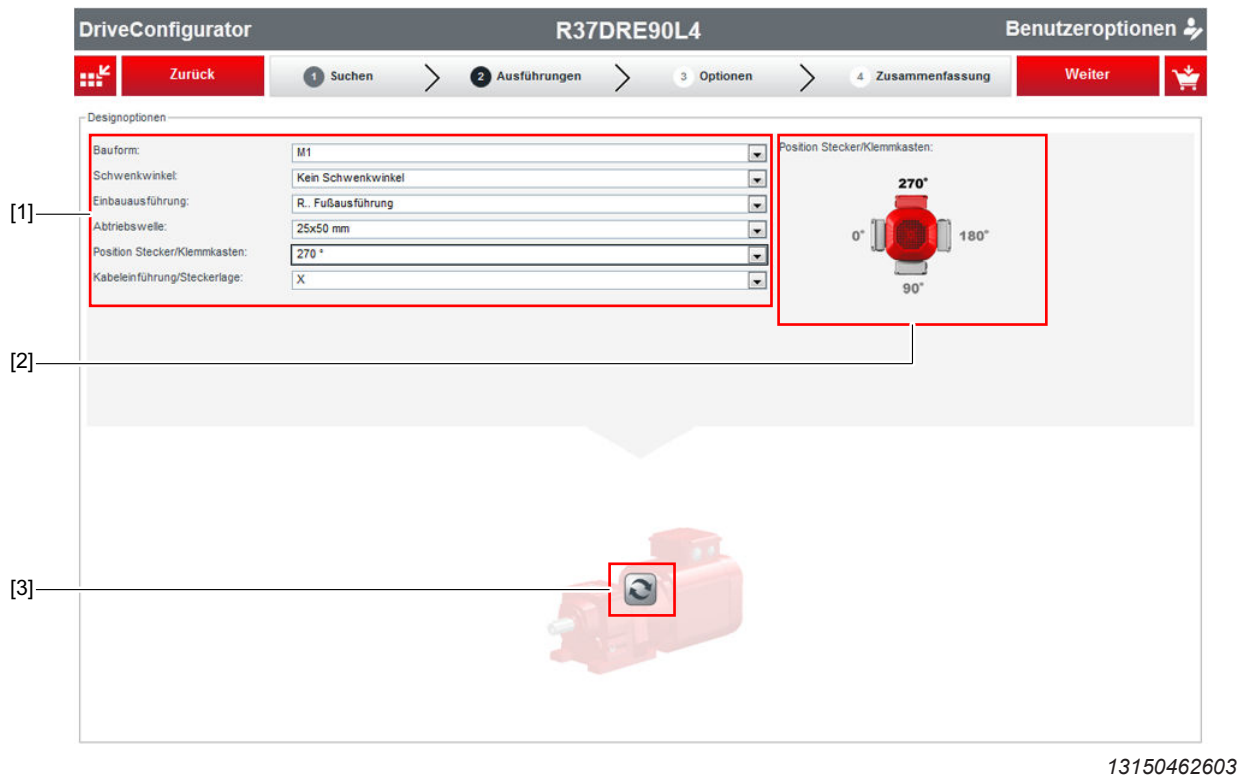 DriveConfigurator R37DRE90L4 Benutzeroptionen
Zurück 1 Suchen 2 Ausführungen 3 Optionen 4 Zusammenfassung Weiter
Designoptionen
Bauform: M1
Schwenkwinkel: Kein Schwenkwinkel
Einbauausführung: R.. Fußausführung
Abtriebswelle: 25x50 mm
Position Stecker/Klemmkasten: 270 °
Kabeleinführung/Steckerlage: X
Position Stecker/Klemmkasten:
270°
0° 180°
90°
[1]
[2]
[3]
13150462603